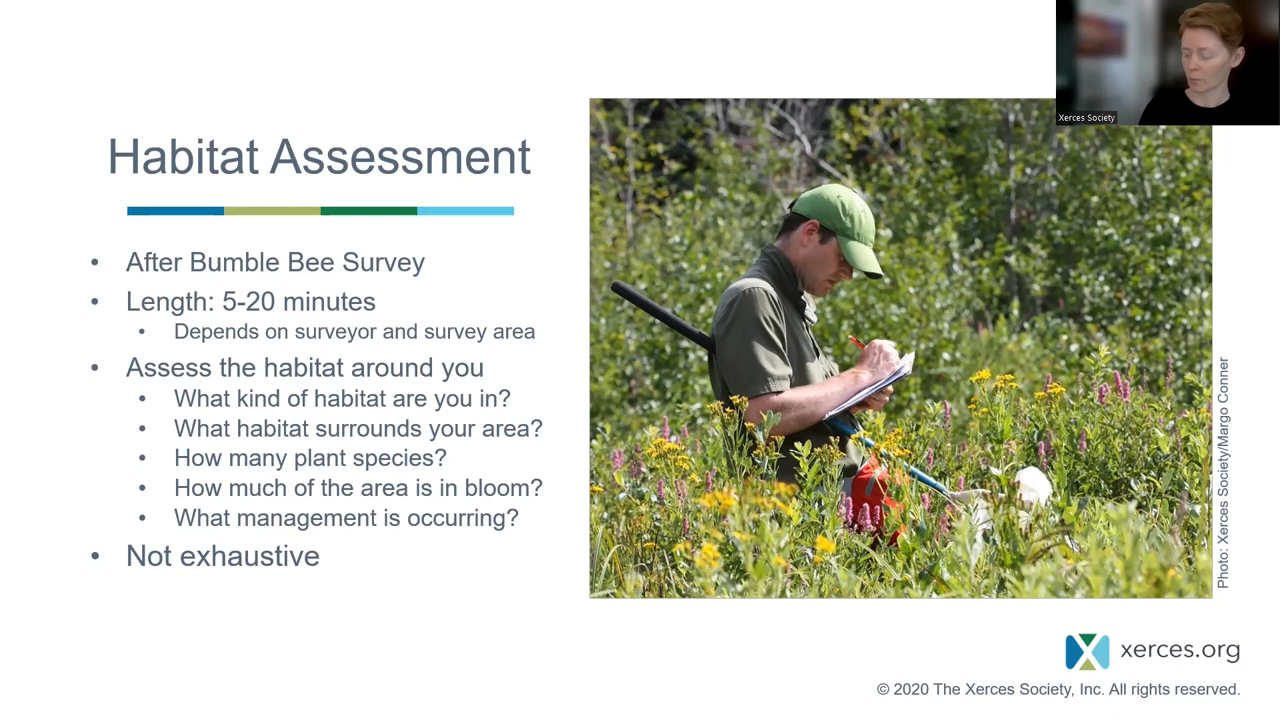 Xerces Society
Habitat Assessment
• After Bumble Bee Survey
• Length: 5-20 minutes
• Depends on surveyor and survey area
• Assess the habitat around you
• What kind of habitat are you in?
• What habitat surrounds your area?
• How many plant species?
• How much of the area is in bloom?
• What management is occurring?
• Not exhaustive
Photo: Xerces Society/Margo Conner
xerces.org
© 2020 The Xerces Society, Inc. All rights reserved.